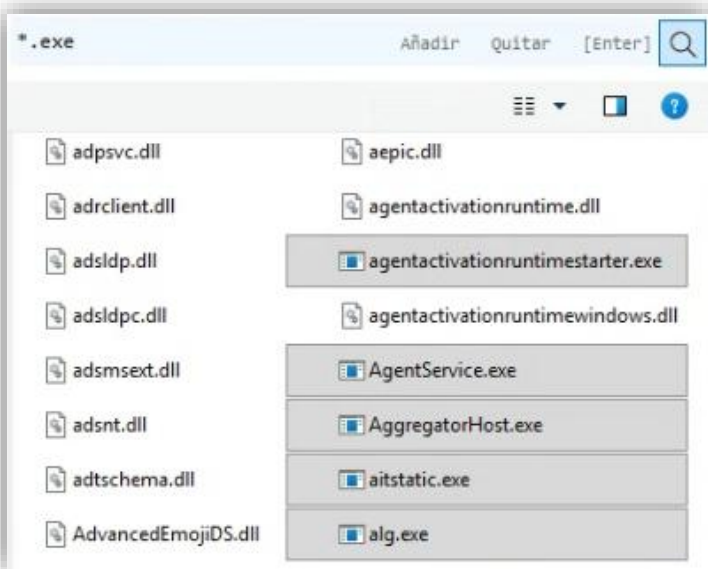 *.exe Añadir Quitar [Enter]
?
adpsvc.dll aepic.dll
adrclient.dll agentactivationruntime.dll
adsldp.dll agentactivationruntimestarter.exe
adsldpc.dll agentactivationruntimewindows.dll
adsmsext.dll AgentService.exe
adsnt.dll AggregatorHost.exe
adtschema.dll aitstatic.exe
AdvancedEmojiDS.dll alg.exe